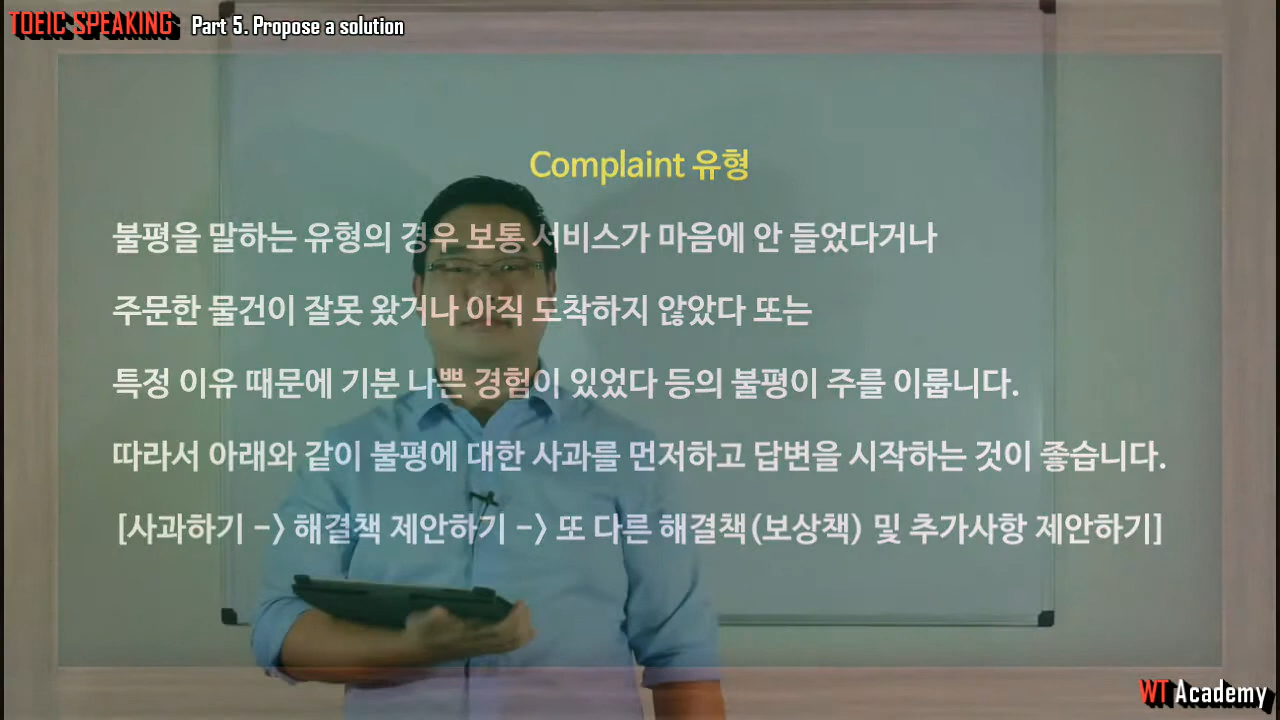 TOEIC SPEAKING Part 5. Propose a solution
Complaint 유형
불평을 말하는 유형의 경우 보통 서비스가 마음에 안 들었다거나
주문한 물건이 잘못 왔거나 아직 도착하지 않았다 또는
특정 이유 때문에 기분 나쁜 경험이 있었다 등의 불평이 주를 이룹니다.
따라서 아래와 같이 불평에 대한 사과를 먼저하고 답변을 시작하는 것이 좋습니다.
[사과하기 -> 해결책 제안하기 -> 또 다른 해결책(보상책) 및 추가사항 제안하기]
WT Academy